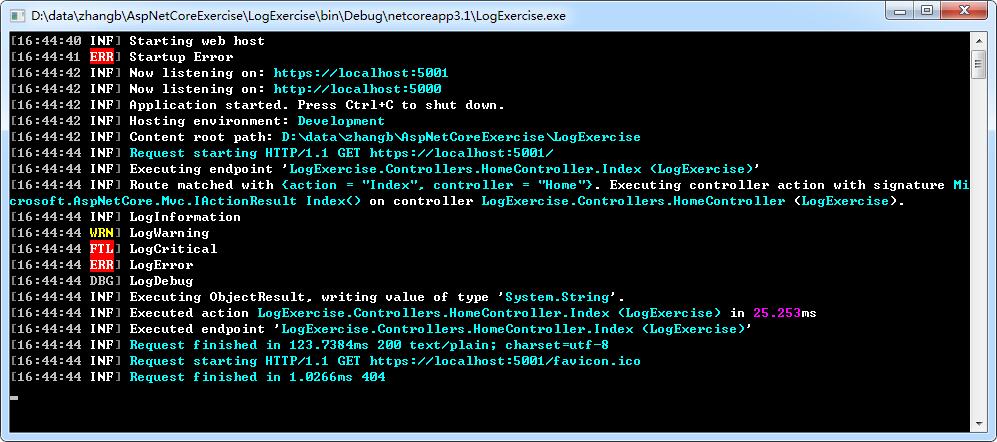 D:\data\zhangb\AspNetCoreExercise\LogExercise\bin\Debug\netcoreapp3.1\LogExercise.exe
[16:44:40 INF] Starting web host
[16:44:41 ERR] Startup Error
[16:44:42 INF] Now listening on: https://localhost:5001
[16:44:42 INF] Now listening on: http://localhost:5000
[16:44:42 INF] Application started. Press Ctrl+C to shut down.
[16:44:42 INF] Hosting environment: Development
[16:44:42 INF] Content root path: D:\data\zhangb\AspNetCoreExercise\LogExercise
[16:44:44 INF] Request starting HTTP/1.1 GET https://localhost:5001/
[16:44:44 INF] Executing endpoint 'LogExercise.Controllers.HomeController.Index (LogExercise)'
[16:44:44 INF] Route matched with {action = "Index", controller = "Home"}. Executing controller action with signature Mi
crosoft.AspNetCore.Mvc.IActionResult Index() on controller LogExercise.Controllers.HomeController (LogExercise).
[16:44:44 INF] LogInformation
[16:44:44 WRN] LogWarning
[16:44:44 FTL] LogCritical
[16:44:44 ERR] LogError
[16:44:44 DBG] LogDebug
[16:44:44 INF] Executing ObjectResult, writing value of type 'System.String'.
[16:44:44 INF] Executed action LogExercise.Controllers.HomeController.Index (LogExercise) in 25.253ms
[16:44:44 INF] Executed endpoint 'LogExercise.Controllers.HomeController.Index (LogExercise)'
[16:44:44 INF] Request finished in 123.7384ms 200 text/plain; charset=utf-8
[16:44:44 INF] Request starting HTTP/1.1 GET https://localhost:5001/favicon.ico
[16:44:44 INF] Request finished in 1.0266ms 404